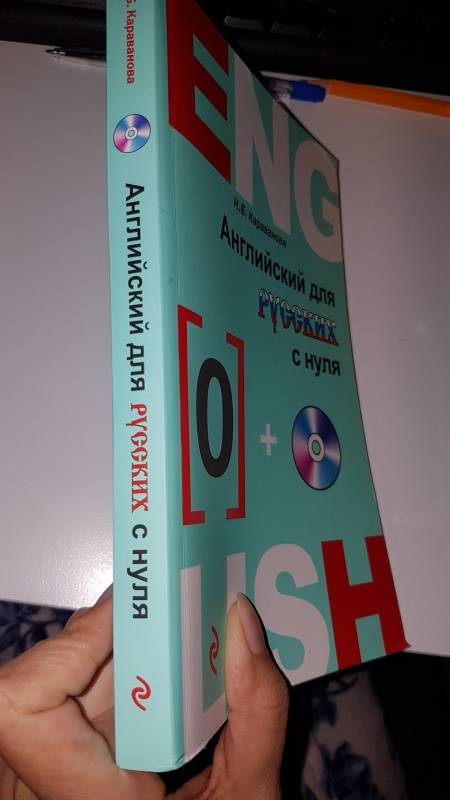 Б. Караванова
Английский для русских с нуля
ENG
Н.Б. Караванова
Английский для
русских
с нуля
[0]
+
LISH